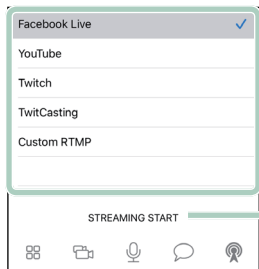 Facebook Live
YouTube
Twitch
TwitCasting
Custom RTMP
STREAMING START